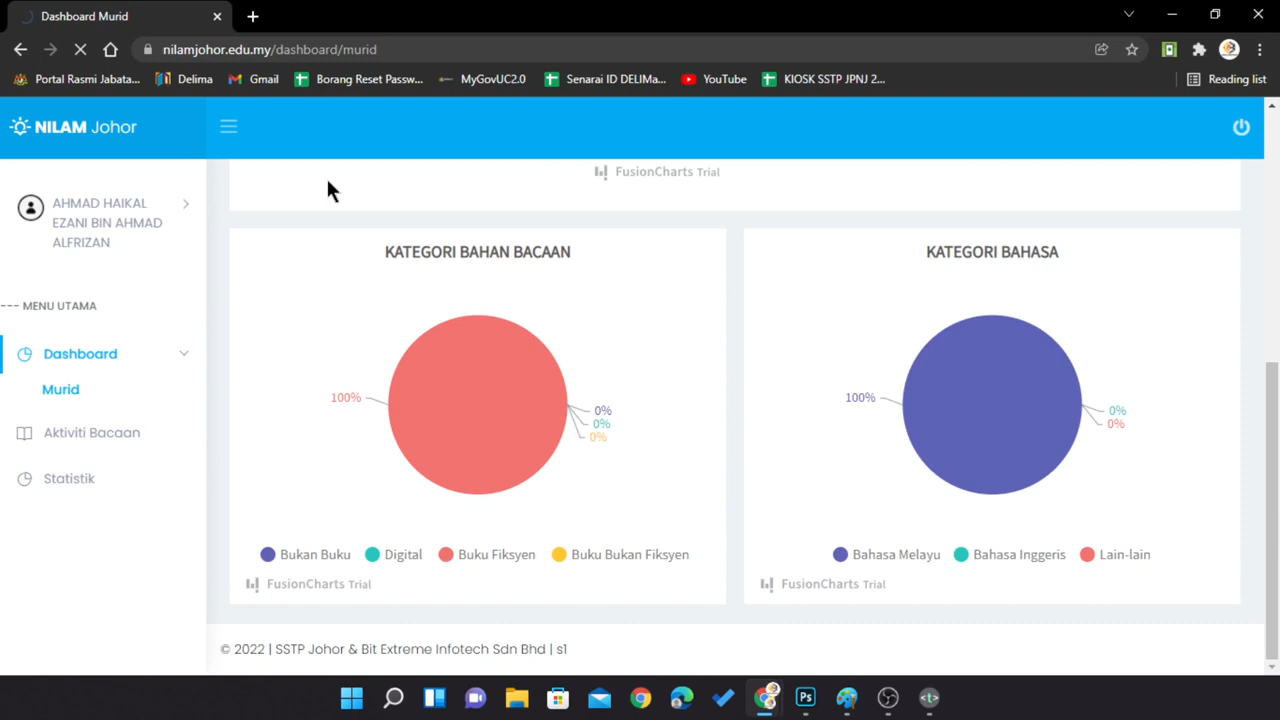 Dashboard Murid
nilamjohor.edu.my/dashboard/murid
Portal Rasmi Jabata...
Delima
Gmail
Borang Reset Passw...
MyGovUC2.0
Senarai ID DELIMa...
YouTube
KIOSK SSTP JPNJ 2...
Reading list
NILAM Johor
AHMAD HAIKAL
EZANI BIN AHMAD
ALFRIZAN
--- MENU UTAMA
Dashboard
Murid
Aktiviti Bacaan
Statistik
FusionCharts Trial
KATEGORI BAHAN BACAAN
100%
0%
0%
0%
Bukan Buku
Digital
Buku Fiksyen
Buku Bukan Fiksyen
FusionCharts Trial
KATEGORI BAHASA
100%
0%
0%
Bahasa Melayu
Bahasa Inggeris
Lain-lain
FusionCharts Trial
© 2022 | SSTP Johor & Bit Extreme Infotech Sdn Bhd | s1
Ps
<t>